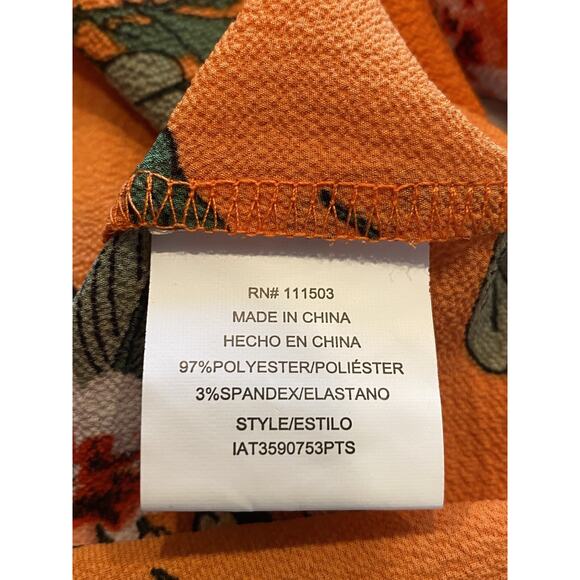 RN# 111503
MADE IN CHINA
HECHO EN CHINA
97%POLYESTER/POLIÉSTER
3%SPANDEX/ELASTANO
STYLE/ESTILO
IAT3590753PTS